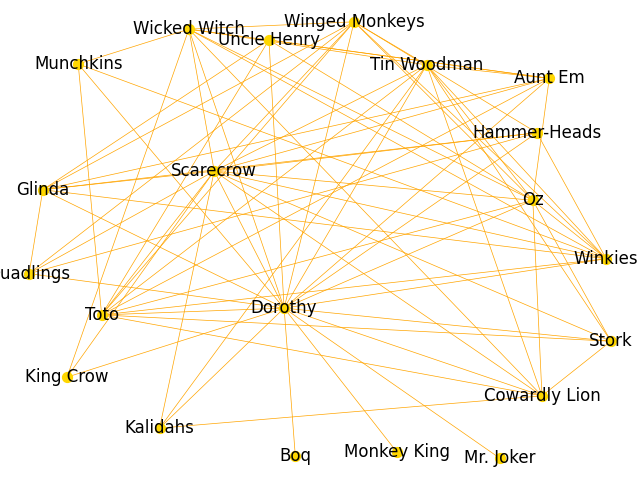 Winged Monkeys
Wicked Witch
Uncle Henry
Munchkins
Tin Woodman
Aunt Em
Hammer-Heads
Scarecrow
Glinda
Oz
Winkies
uadlings
Dorothy
Toto
Stork
King Crow
Cowardly Lion
Kalidahs
Monkey King
Boq
Mr. Joker